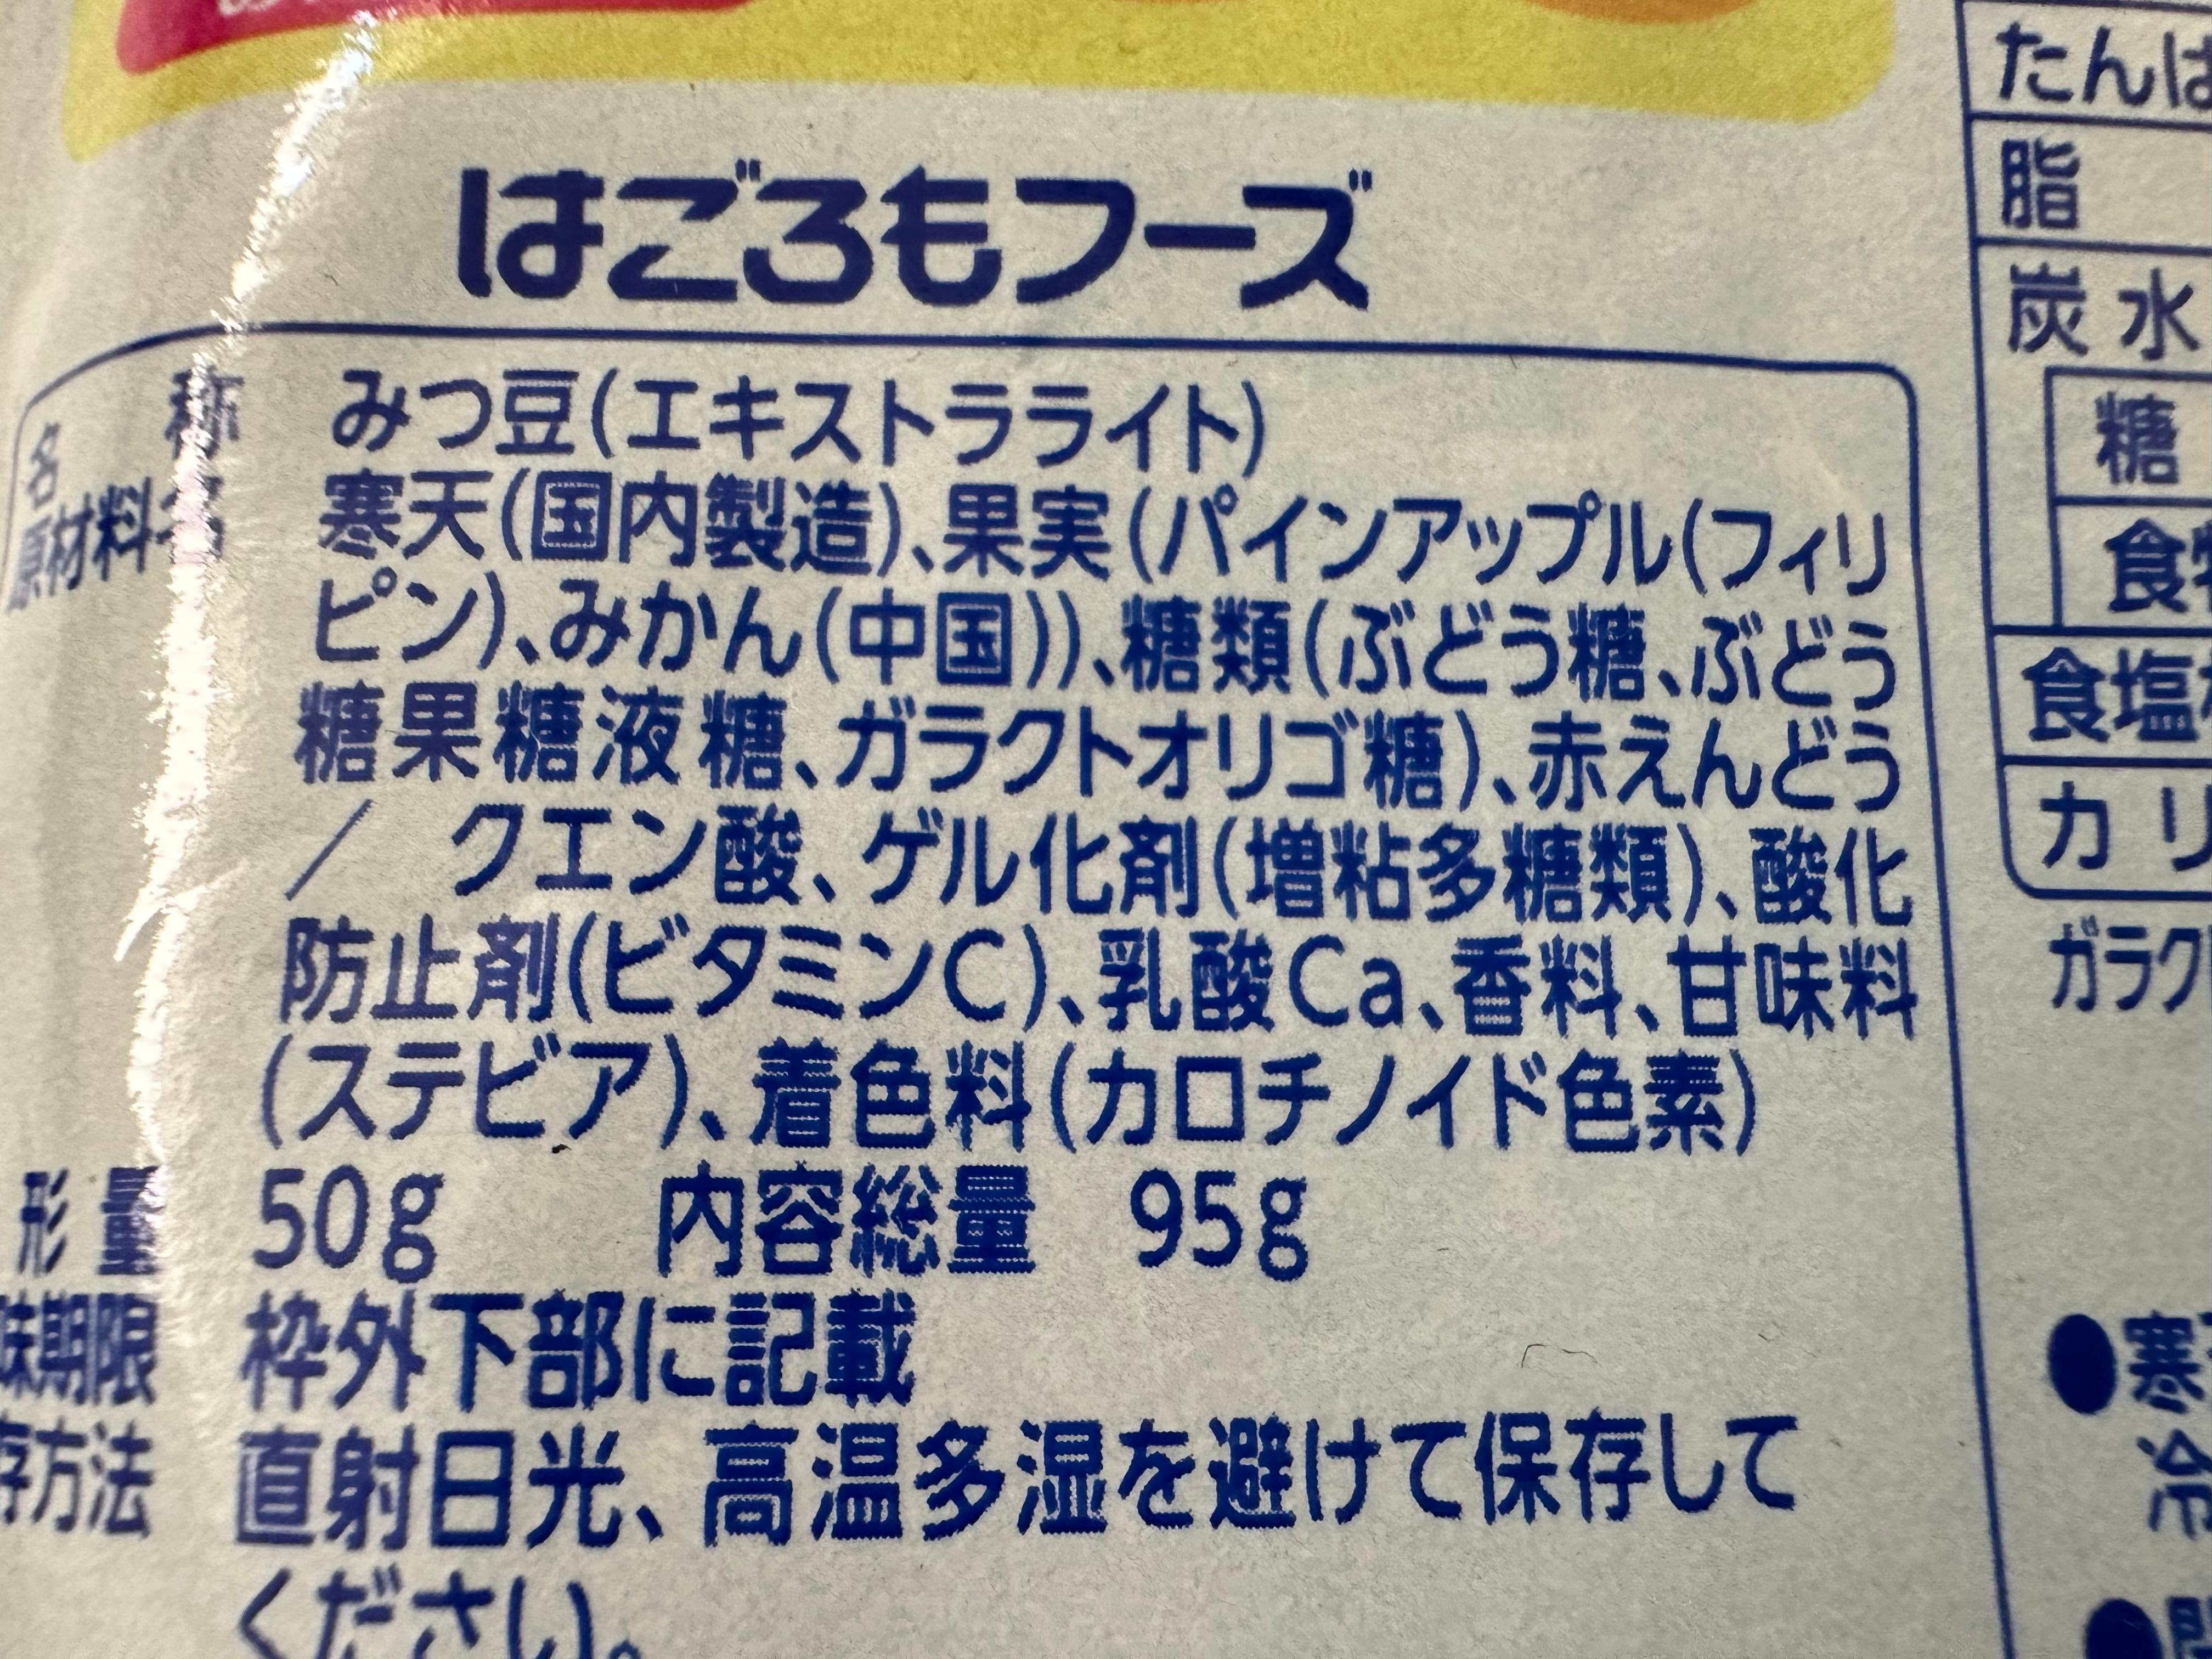 はごろもフーズ
名称 みつ豆(エキストラライト)
原材料名 寒天(国内製造)、果実(パインアップル(フィリ
ピン)、みかん(中国))、糖類(ぶどう糖、ぶどう
糖果糖液糖、ガラクトオリゴ糖)、赤えんどう
/ クエン酸、ゲル化剤(増粘多糖類)、酸化
防止剤(ビタミンC)、乳酸Ca、香料、甘味料
(ステビア)、着色料(カロチノイド色素)
形量 50g 内容総量 95g
味期限 枠外下部に記載
存方法 直射日光、高温多湿を避けて保存して
ください。
たんぱ
脂
炭水
糖
食
食塩
カリ
ガラク
●寒
冷
●